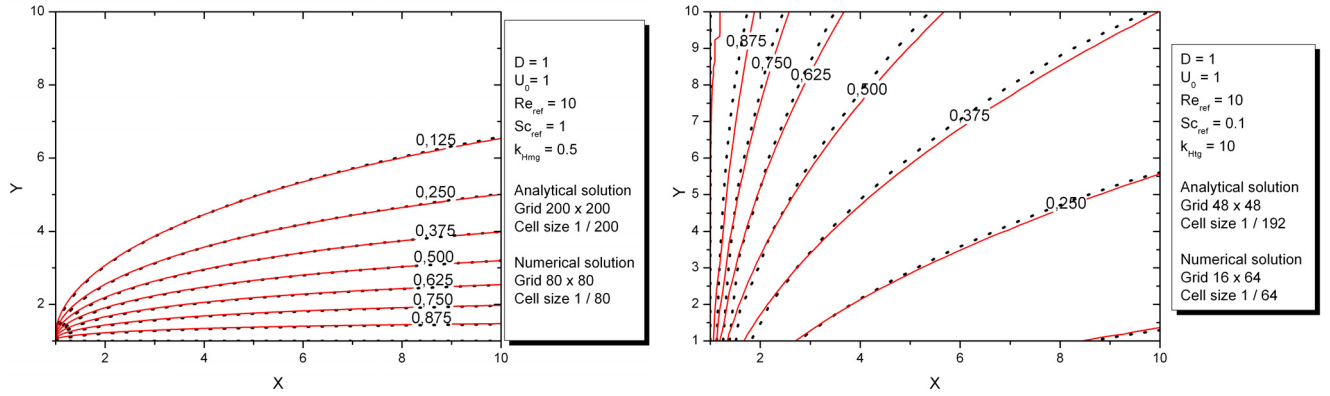 10
8
6
4
2
Y
2
4
6
8
10
X
0,125
0,250
0,375
0,500
0,625
0,750
0,875
D = 1
U0= 1
Reref = 10
Scref = 1
kHmg = 0.5
Analytical solution
Grid 200 x 200
Cell size 1 / 200
Numerical solution
Grid 80 x 80
Cell size 1 / 80
10
9
8
7
6
5
4
3
2
1
Y
2
4
6
8
10
X
0,875
0,750
0,625
0,500
0,375
0,250
D = 1
U0= 1
Reref = 10
Scref = 0.1
kHtg = 10
Analytical solution
Grid 48 x 48
Cell size 1 / 192
Numerical solution
Grid 16 x 64
Cell size 1 / 64